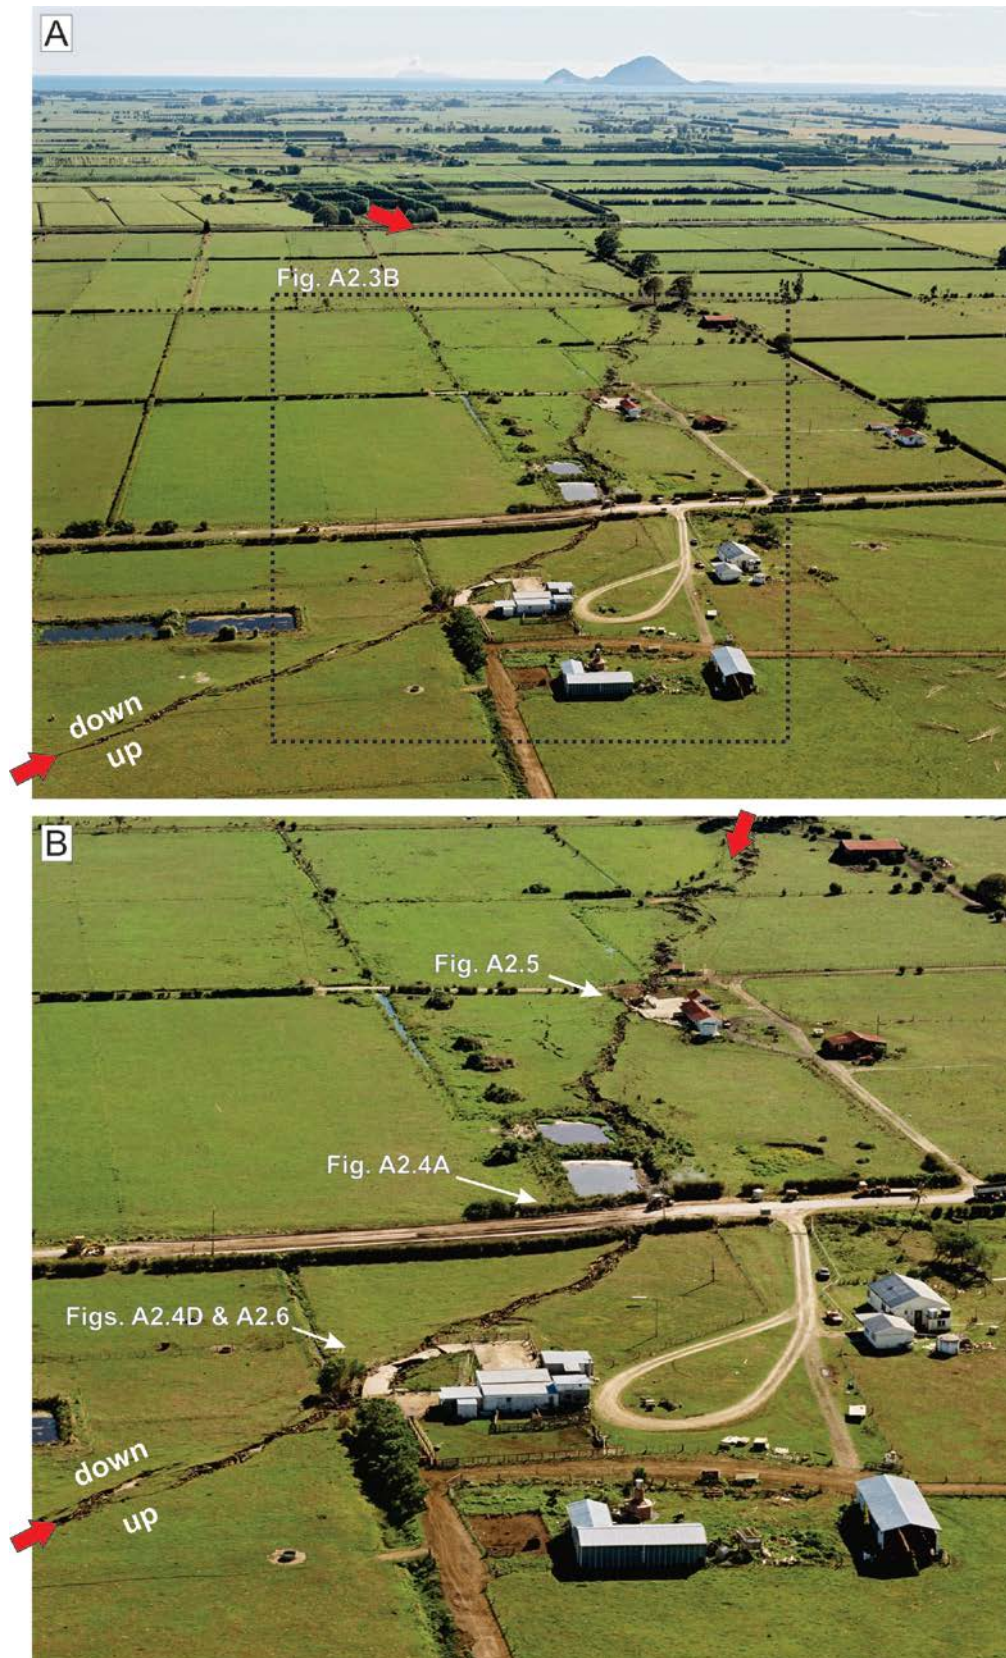 A
Fig. A2.3B
down
up
B
Fig. A2.5
Fig. A2.4A
Figs. A2.4D & A2.6
down
up